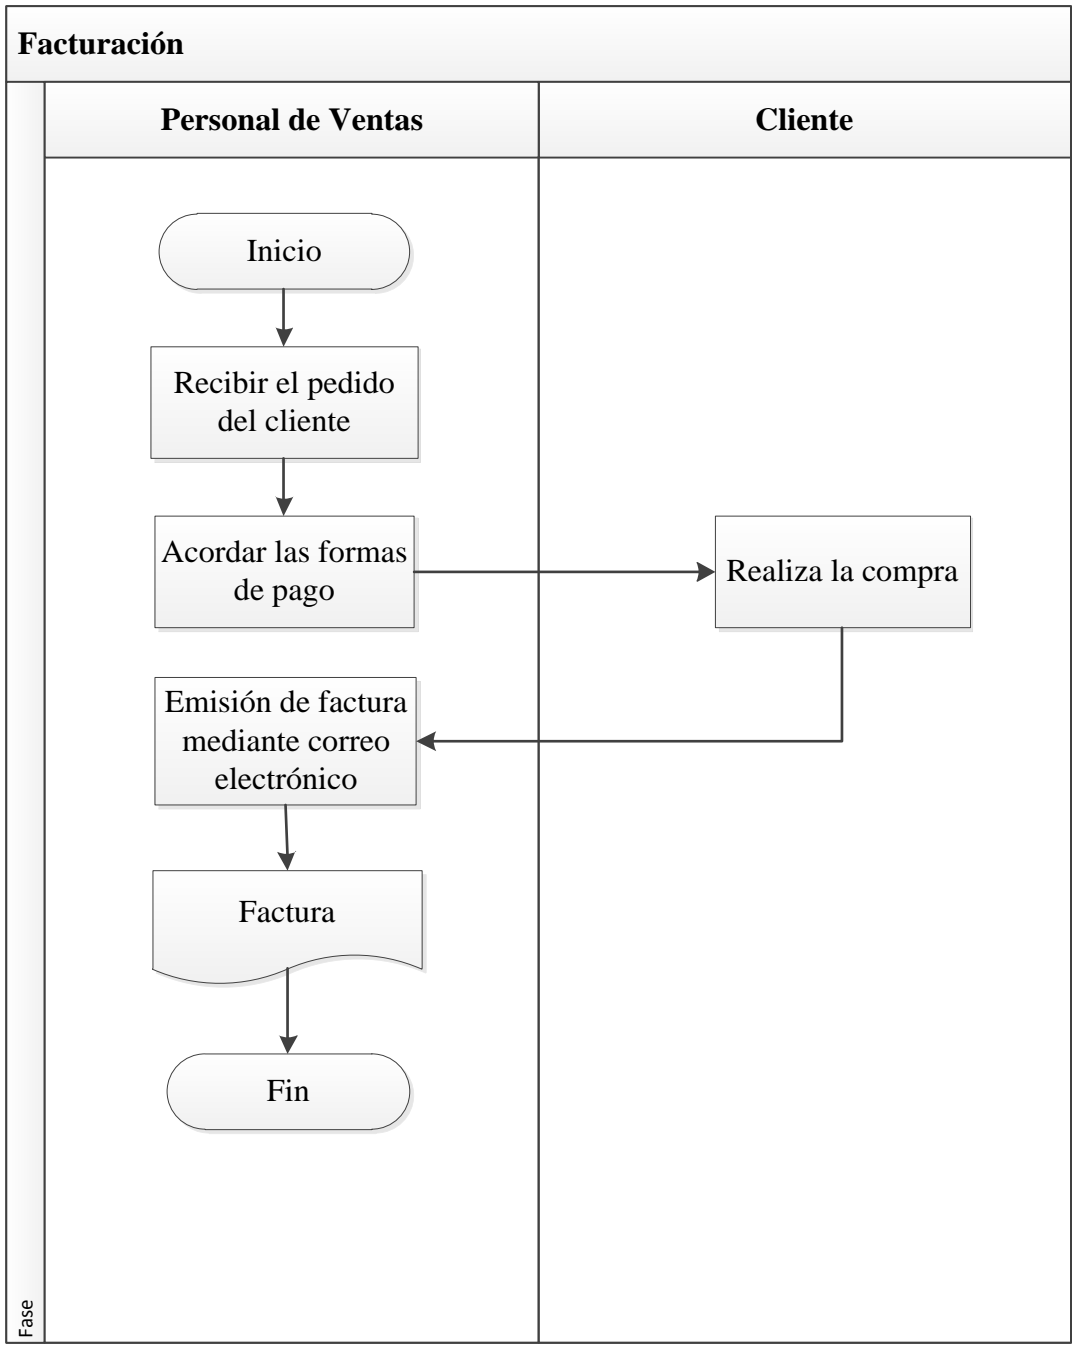 Facturación
Personal de Ventas
Cliente
Inicio
Recibir el pedido
del cliente
Acordar las formas
de pago
Realiza la compra
Emisión de factura
mediante correo
electrónico
Factura
Fin
Fase